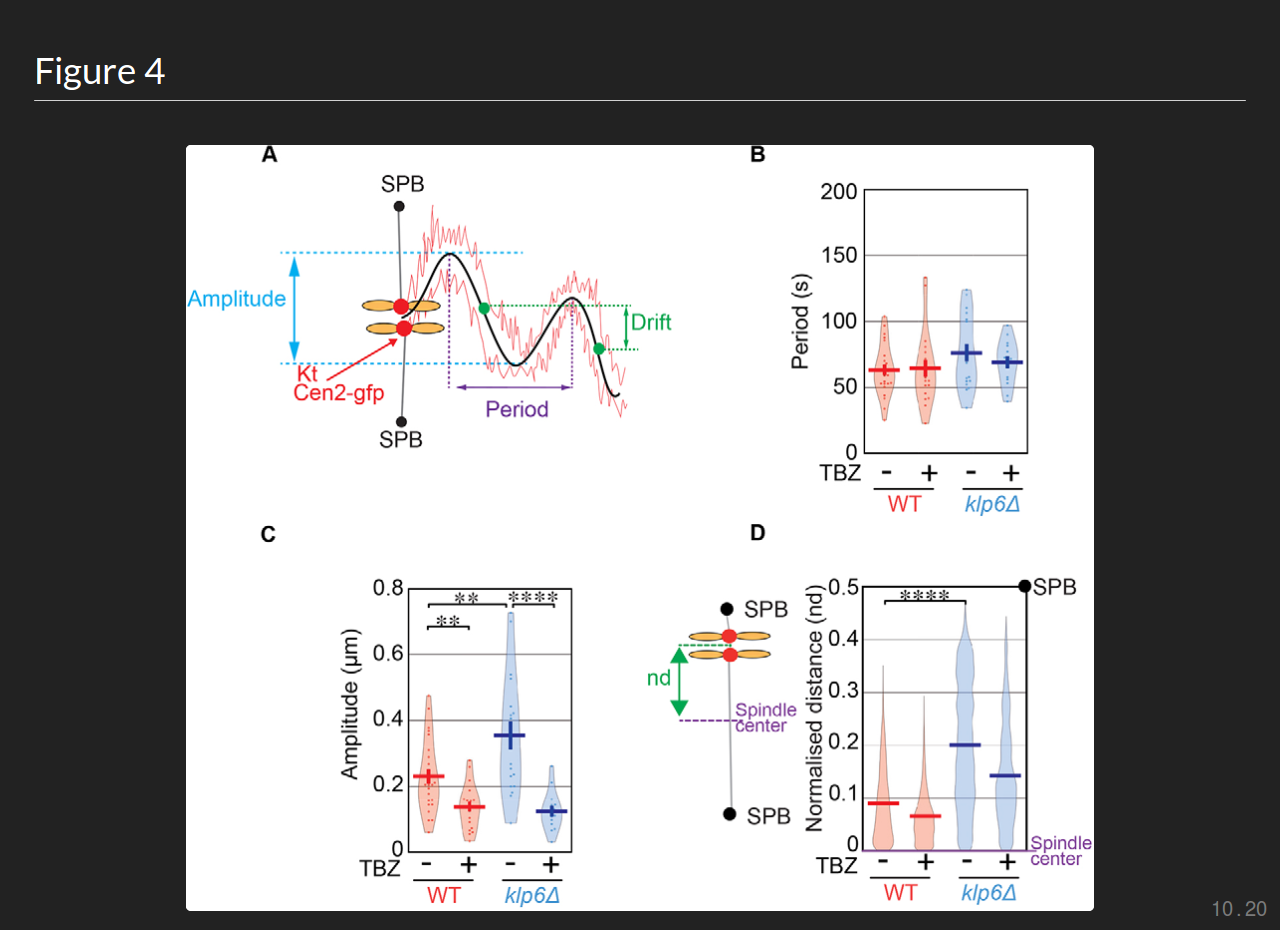 Figure 4
A
SPB
Amplitude
Drift
Kt
Cen2-gfp
Period
SPB
B
200
150
100
50
0
Period (s)
TBZ - + - +
WT klp6Δ
C
0.8
0.6
0.4
0.2
0
Amplitude (μm)
** ****
**
TBZ - + - +
WT klp6Δ
D
SPB
nd
Spindle
center
SPB
0.5
0.4
0.3
0.2
0.1
0
Normalised distance (nd)
****
SPB
Spindle
center
TBZ - + - +
WT klp6Δ
10.20